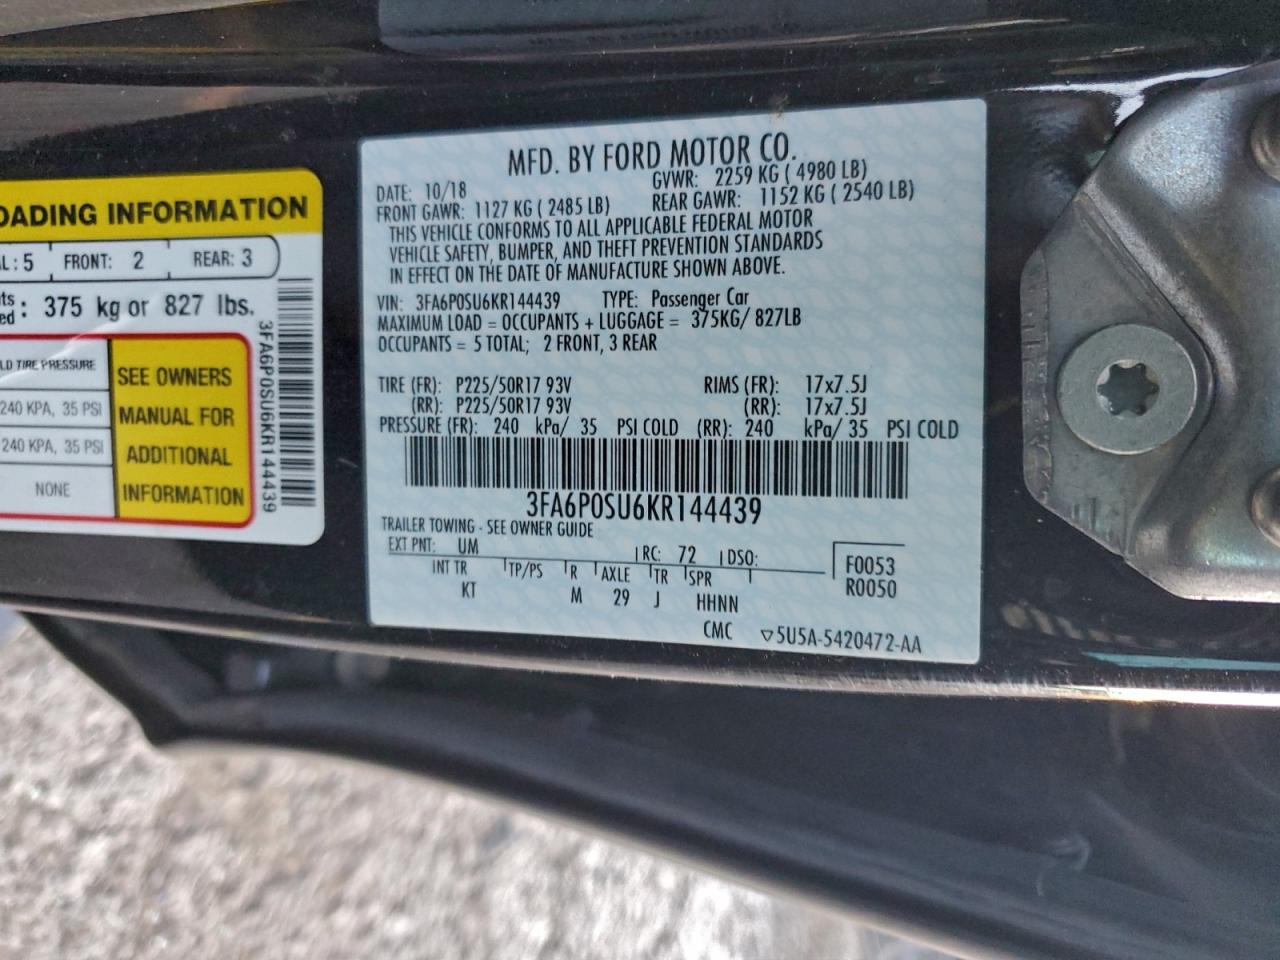 OADING INFORMATION
AL: 5 FRONT: 2 REAR: 3
nts
ed: 375 kg or 827 lbs.
LD TIRE PRESSURE
240 KPA, 35 PSI
240 KPA, 35 PSI
NONE
SEE OWNERS
MANUAL FOR
ADDITIONAL
INFORMATION
3FA6P0SU6KR144439
MFD. BY FORD MOTOR CO.
DATE: 10/18 GVWR: 2259 KG ( 4980 LB)
FRONT GAWR: 1127 KG ( 2485 LB) REAR GAWR: 1152 KG ( 2540 LB)
THIS VEHICLE CONFORMS TO ALL APPLICABLE FEDERAL MOTOR
VEHICLE SAFETY, BUMPER, AND THEFT PREVENTION STANDARDS
IN EFFECT ON THE DATE OF MANUFACTURE SHOWN ABOVE.
VIN: 3FA6P0SU6KR144439 TYPE: Passenger Car
MAXIMUM LOAD = OCCUPANTS + LUGGAGE = 375KG/ 827LB
OCCUPANTS = 5 TOTAL; 2 FRONT, 3 REAR
TIRE (FR): P225/50R17 93V RIMS (FR): 17x7.5J
(RR): P225/50R17 93V (RR): 17x7.5J
PRESSURE (FR): 240 kPa/ 35 PSI COLD (RR): 240 kPa/ 35 PSI COLD
3FA6P0SU6KR144439
TRAILER TOWING - SEE OWNER GUIDE
EXT PNT: UM RC: 72 DSO:
INT TR TP/PS R AXLE TR SPR
KT M 29 J HHNN
F0053
R0050
CMC ▽5U5A-5420472-AA